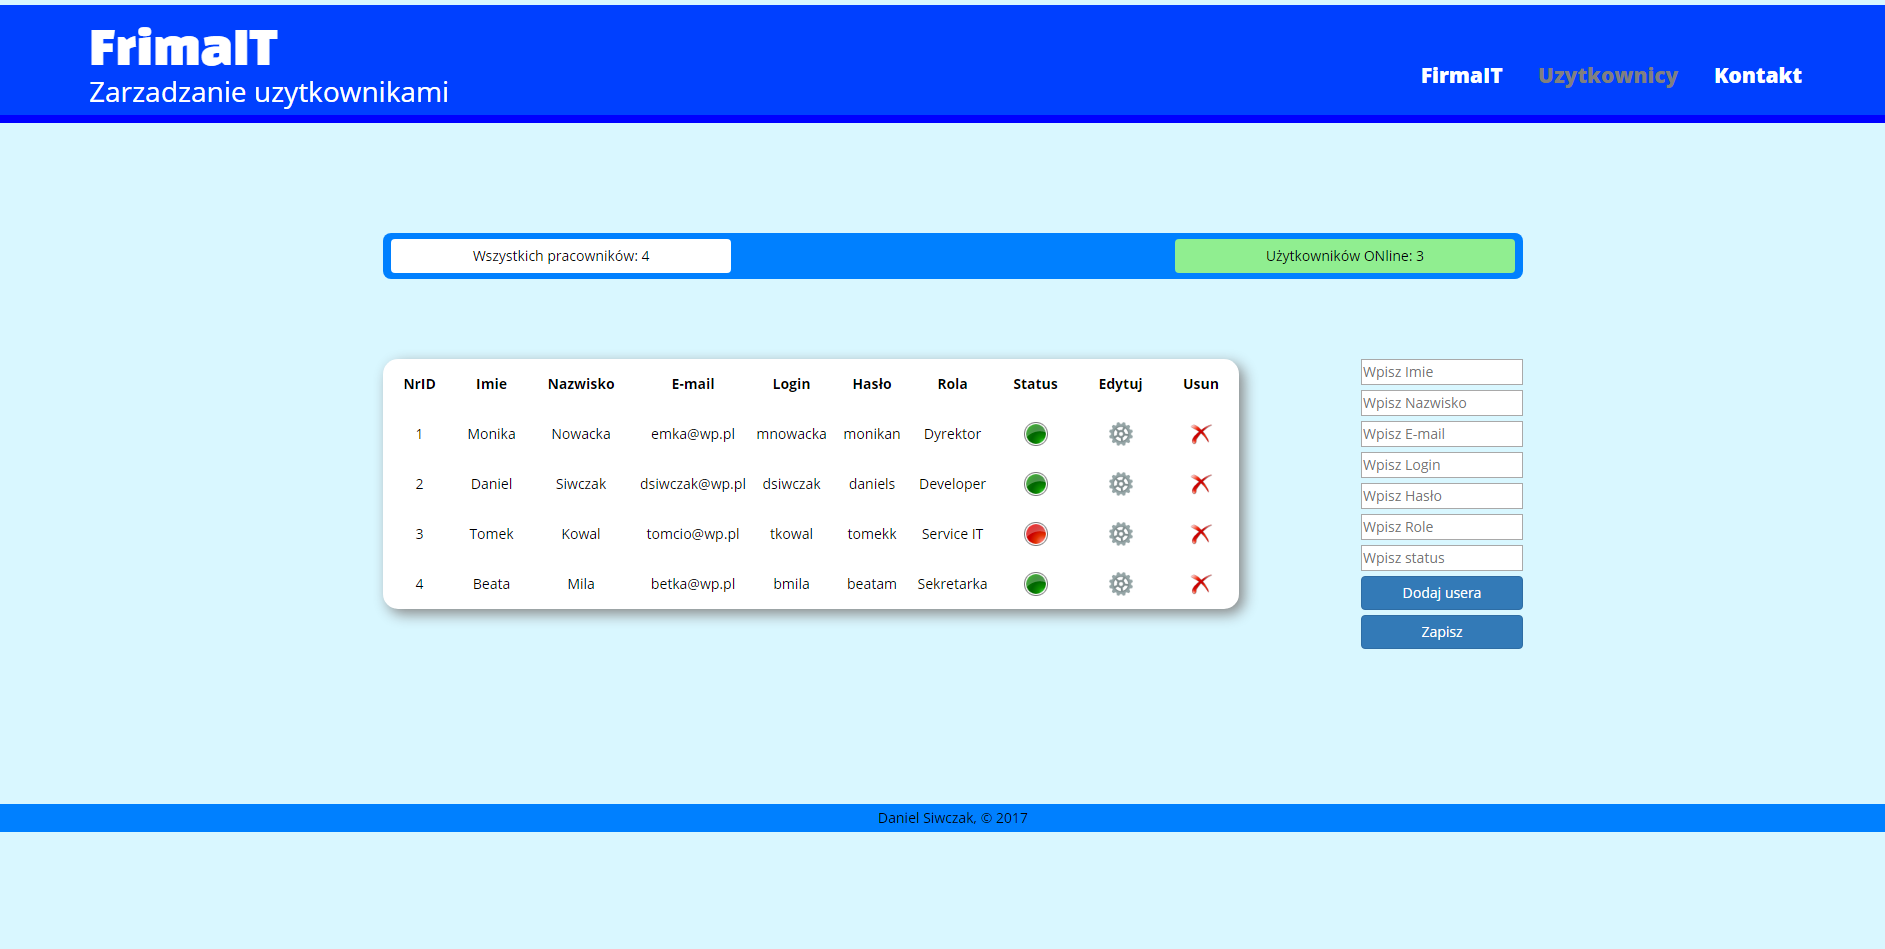 FrimaIT
Zarzadzanie uzytkownikami
FirmaIT Uzytkownicy Kontakt
Wszystkich pracowników: 4
Użytkowników ONline: 3
NrID Imie Nazwisko E-mail Login Hasło Rola Status Edytuj Usun
1 Monika Nowacka emka@wp.pl mnowacka monikan Dyrektor
2 Daniel Siwczak dsiwczak@wp.pl dsiwczak daniels Developer
3 Tomek Kowal tomcio@wp.pl tkowal tomekk Service IT
4 Beata Mila betka@wp.pl bmila beatam Sekretarka
Wpisz Imie
Wpisz Nazwisko
Wpisz E-mail
Wpisz Login
Wpisz Hasło
Wpisz Role
Wpisz status
Dodaj usera
Zapisz
Daniel Siwczak, © 2017